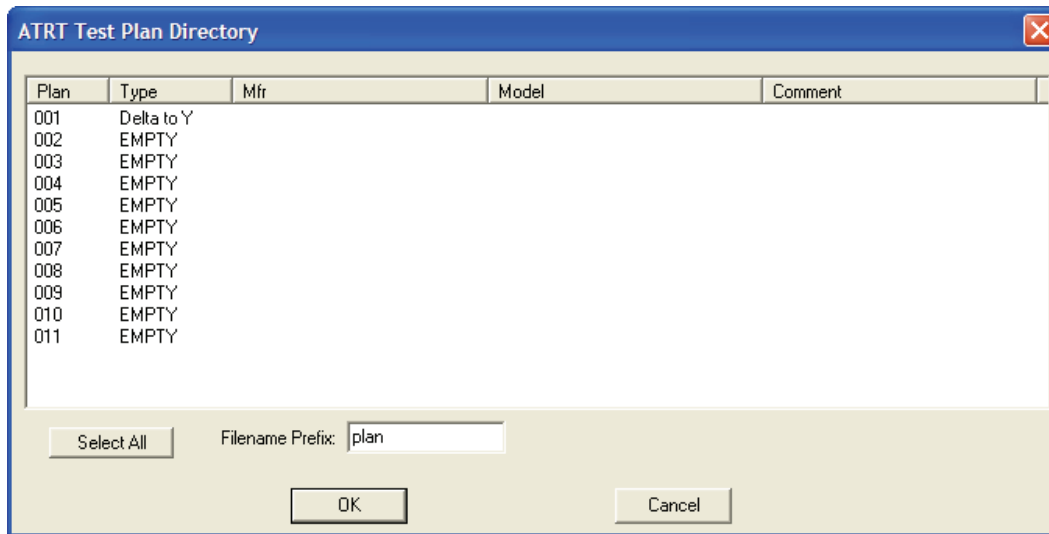 ATRT Test Plan Directory
Plan Type Mfr Model Comment
001 Delta to Y
002 EMPTY
003 EMPTY
004 EMPTY
005 EMPTY
006 EMPTY
007 EMPTY
008 EMPTY
009 EMPTY
010 EMPTY
011 EMPTY
Select All Filename Prefix: plan
OK Cancel